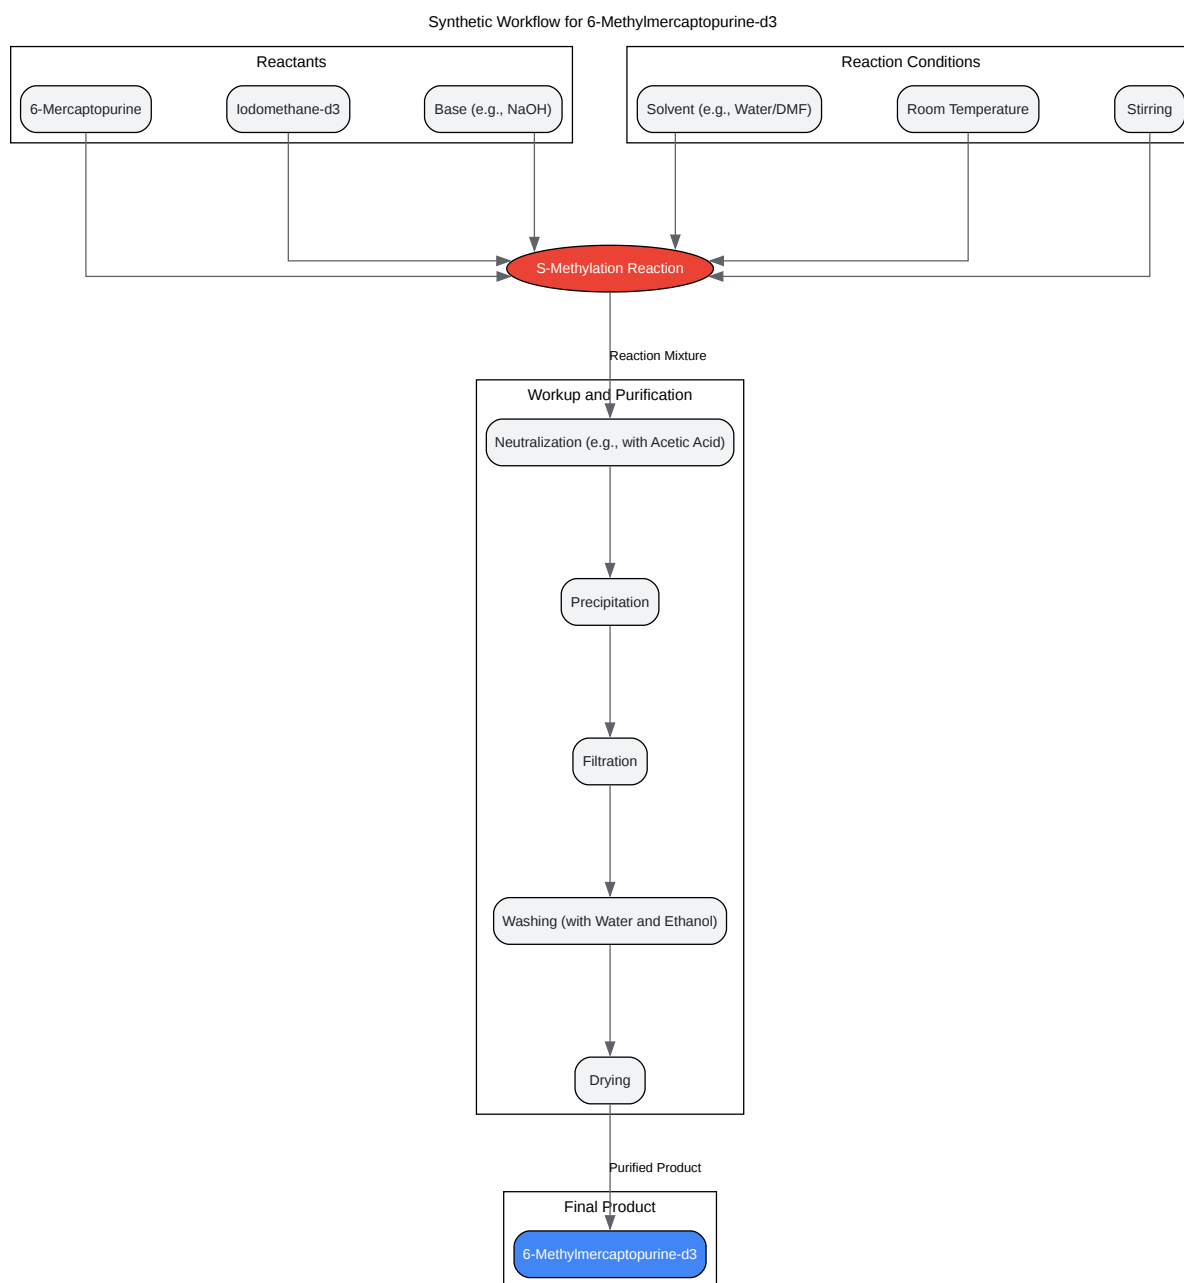 Synthetic Workflow for 6-Methylmercaptopurine-d3
Reactants
Reaction Conditions
6-Mercaptopurine
Iodomethane-d3
Base (e.g., NaOH)
Solvent (e.g., Water/DMF)
Room Temperature
Stirring
S-Methylation Reaction
Reaction Mixture
Workup and Purification
Neutralization (e.g., with Acetic Acid)
Precipitation
Filtration
Washing (with Water and Ethanol)
Drying
Purified Product
Final Product
6-Methylmercaptopurine-d3